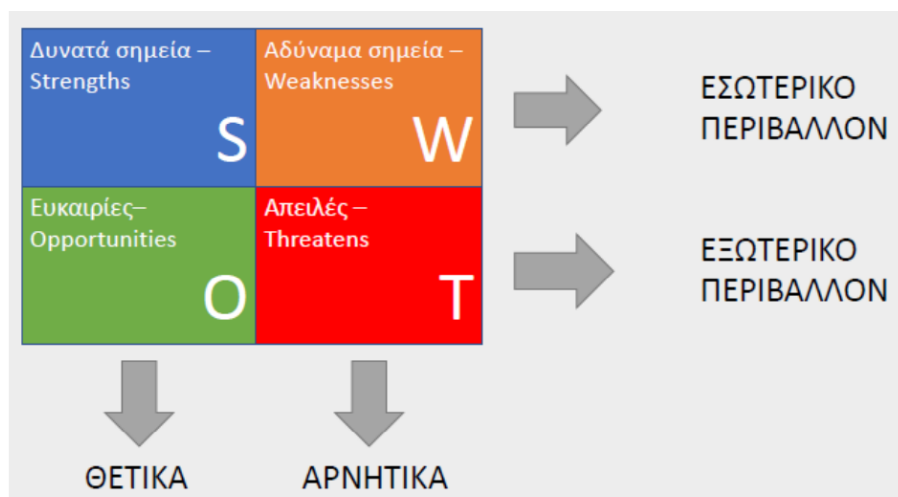 Δυνατά σημεία –
Strengths
S
Αδύναμα σημεία –
Weaknesses
W
ΕΣΩΤΕΡΙΚΟ
ΠΕΡΙΒΑΛΛΟΝ
Ευκαιρίες–
Opportunities
O
Απειλές –
Threatens
T
ΕΞΩΤΕΡΙΚΟ
ΠΕΡΙΒΑΛΛΟΝ
ΘΕΤΙΚΑ
ΑΡΝΗΤΙΚΑ